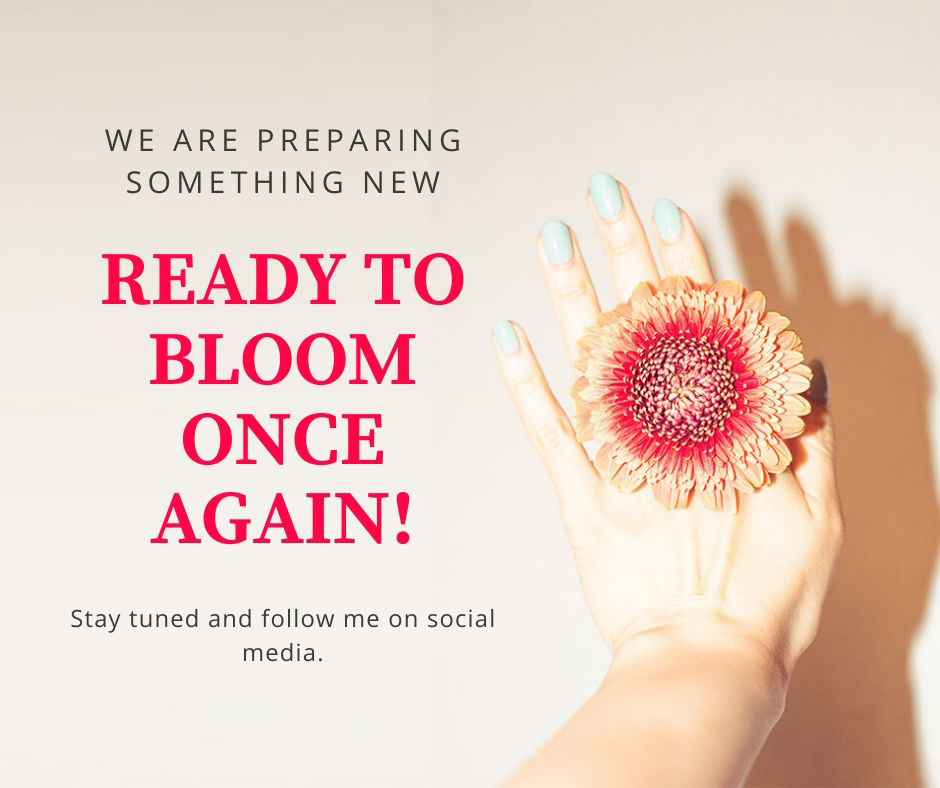 WE ARE PREPARING
SOMETHING NEW
READY TO
BLOOM
ONCE
AGAIN!
Stay tuned and follow me on social
media.